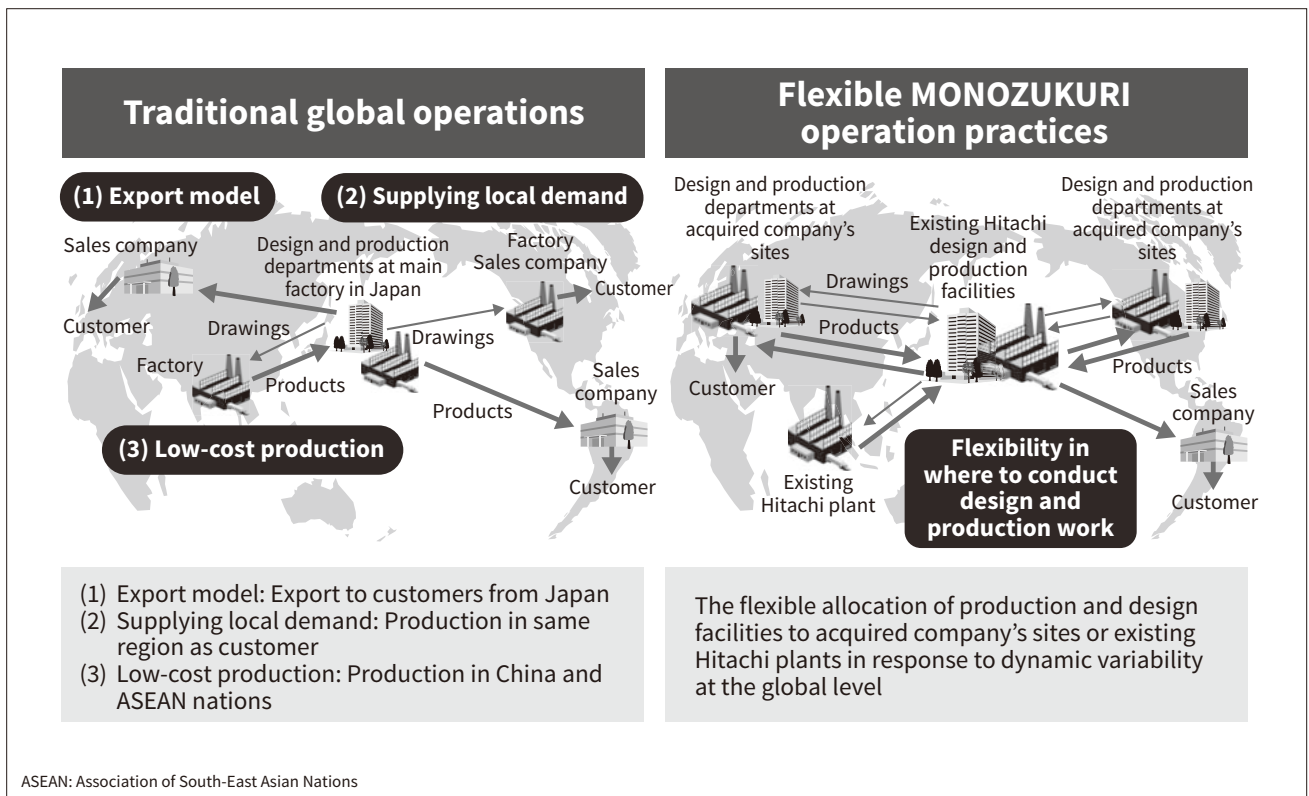 Traditional global operations
(1) Export model
(2) Supplying local demand
Sales company
Customer
Design and production
departments at main
factory in Japan
Factory
Sales company
Customer
Drawings
Drawings
Factory
Products
Products
Sales
company
Customer
(3) Low-cost production
(1) Export model: Export to customers from Japan
(2) Supplying local demand: Production in same
region as customer
(3) Low-cost production: Production in China and
ASEAN nations
Flexible MONOZUKURI
operation practices
Design and production
departments at
acquired company’s
sites
Existing Hitachi
design and
production
facilities
Design and production
departments at
acquired company’s
sites
Drawings
Products
Customer
Products
Sales
company
Customer
Existing
Hitachi plant
Flexibility in
where to conduct
design and
production work
The flexible allocation of production and design
facilities to acquired company’s sites or existing
Hitachi plants in response to dynamic variability
at the global level
ASEAN: Association of South-East Asian Nations